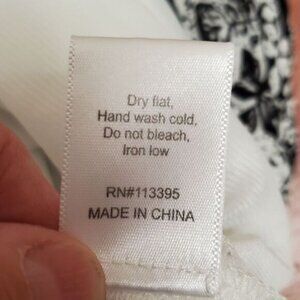 Dry flat,
Hand wash cold,
Do not bleach,
Iron low
RN#113395
MADE IN CHINA